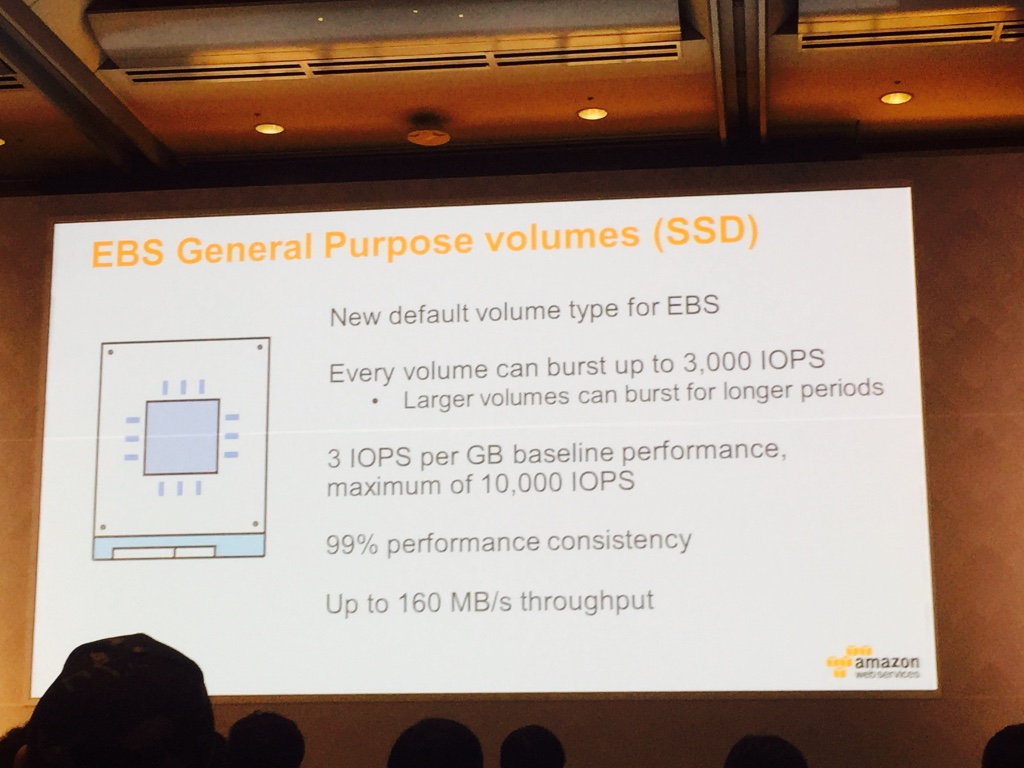 EBS General Purpose volumes (SSD)
New default volume type for EBS
Every volume can burst up to 3,000 IOPS
• Larger volumes can burst for longer periods
3 IOPS per GB baseline performance,
maximum of 10,000 IOPS
99% performance consistency
Up to 160 MB/s throughput
amazon
web services